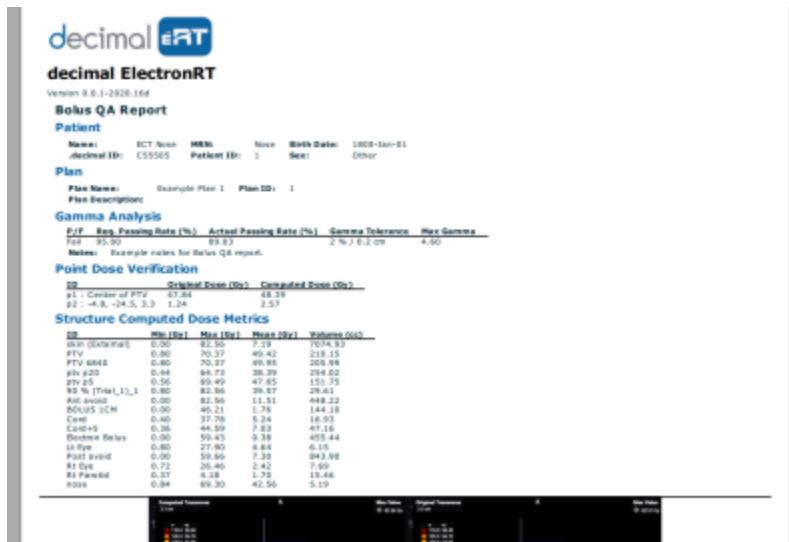 decimal eRT
decimal ElectronRT
Version 0.0.1-2020.16d
Bolus QA Report
Patient
Name: ECT Nose MRN: None Birth Date: 1800-Jan-01
.decimal ID: CSS505 Patient ID: 1 Sex: Other
Plan
Plan Name: Example Plan 1 Plan ID: 1
Plan Description:
Gamma Analysis
P/F Req. Passing Rate (%) Actual Passing Rate (%) Gamma Tolerance Max Gamma
Fail 95.00 89.83 2 % / 0.2 cm 4.60
Notes: Example notes for Bolus QA report.
Point Dose Verification
ID Original Dose (Gy) Computed Dose (Gy)
p1 : Center of PTV 47.84 48.39
p2 : -4.8, -24.5, 3.3 1.24 2.57
Structure Computed Dose Metrics
ID Min (Gy) Max (Gy) Mean (Gy) Volume (cc)
skin (External) 0.00 82.56 7.19 7074.93
PTV 0.80 70.37 49.42 218.15
PTV 6840 0.80 70.37 49.95 205.99
ptv p20 0.44 64.73 38.39 254.02
ptv p5 0.56 69.49 47.65 151.75
90 % (Trial_1)_1 0.80 82.56 39.57 29.61
Ant avoid 0.00 82.56 11.51 448.22
BOLUS 1CM 0.00 46.21 1.76 144.18
Cord 0.40 37.78 5.24 16.93
Cord+5 0.36 44.59 7.03 47.16
Electron Bolus 0.00 59.43 0.38 455.44
Lt Eye 0.80 27.90 4.64 6.15
Post avoid 0.00 59.66 7.30 843.98
Rt Eye 0.72 26.46 2.42 7.69
Rt Parotid 0.37 4.18 1.70 15.46
nose 0.84 69.30 42.56 5.19
Computed Transverse Max Value Original Transverse Max Value